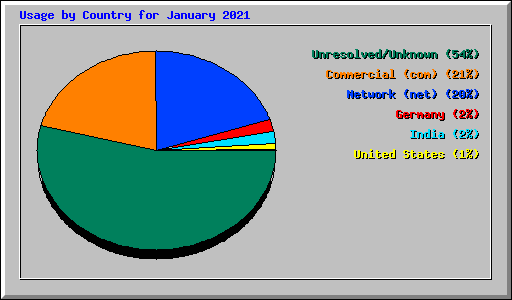 Usage by Country for January 2021
Unresolved/Unknown (54%)
Commercial (com) (21%)
Network (net) (20%)
Germany (2%)
India (2%)
United States (1%)